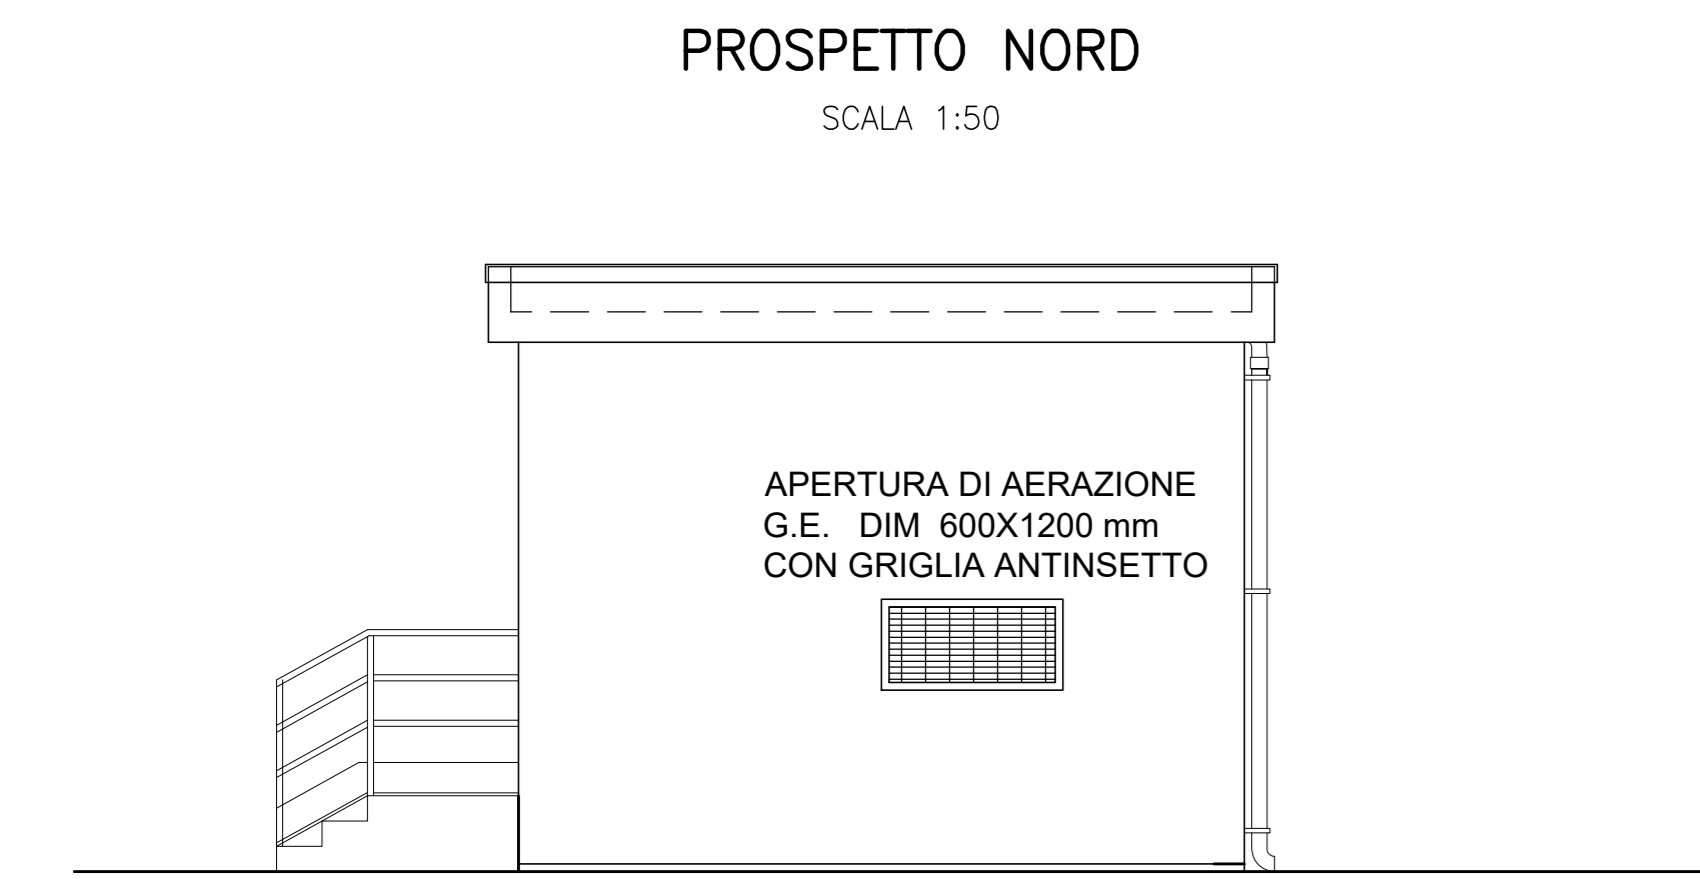 PROSPETTO NORD
SCALA 1:50
APERTURA DI AERAZIONE
G.E. DIM 600X1200 mm
CON GRIGLIA ANTINSETTO